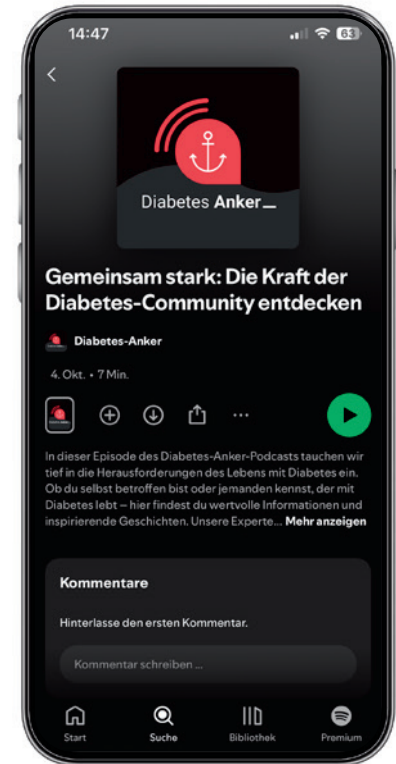 14:47
63
Diabetes Anker_
Gemeinsam stark: Die Kraft der
Diabetes-Community entdecken
Diabetes-Anker
4. Okt. • 7 Min.
In dieser Episode des Diabetes-Anker-Podcasts tauchen wir
tief in die Herausforderungen des Lebens mit Diabetes ein.
Ob du selbst betroffen bist oder jemanden kennst, der mit
Diabetes lebt – hier findest du wertvolle Informationen und
inspirierende Geschichten. Unsere Experte... Mehr anzeigen
Kommentare
Hinterlasse den ersten Kommentar.
Kommentar schreiben ...
Start Suche Bibliothek Premium